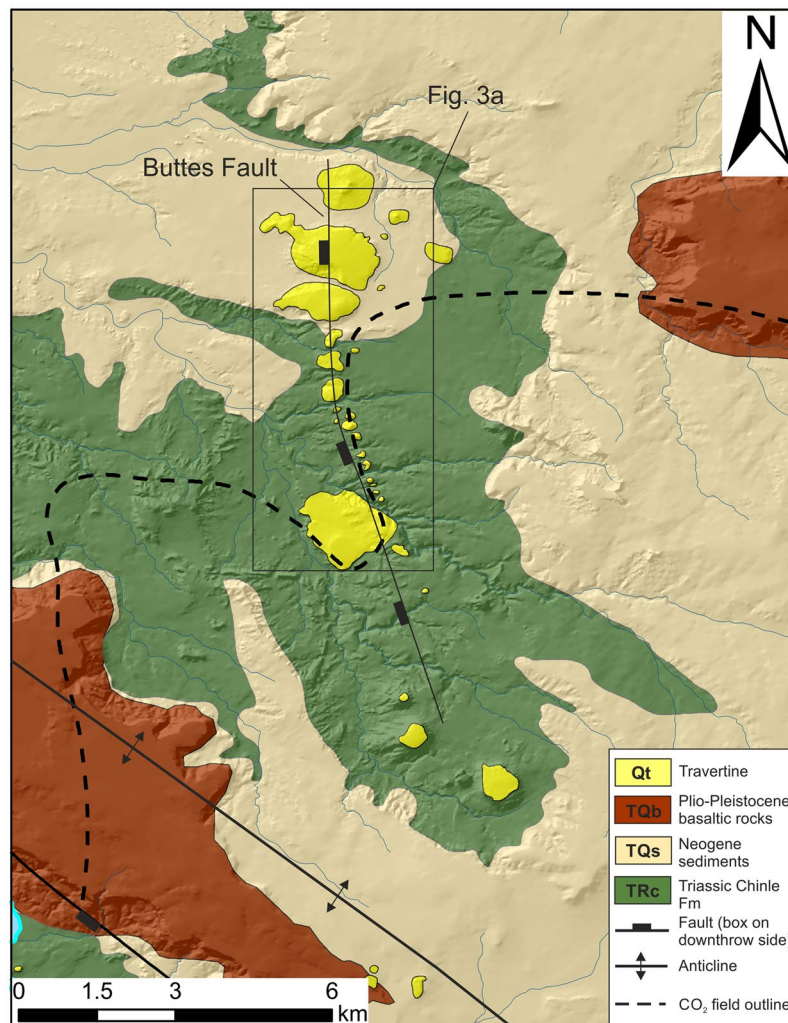 N
Fig. 3a
Buttes Fault
Qt Travertine
TQb Plio-Pleistocene
basaltic rocks
TQs Neogene
sediments
TRc Triassic Chinle
Fm
Fault (box on
downthrow side)
Anticline
CO₂ field outline
0 1.5 3 6
km